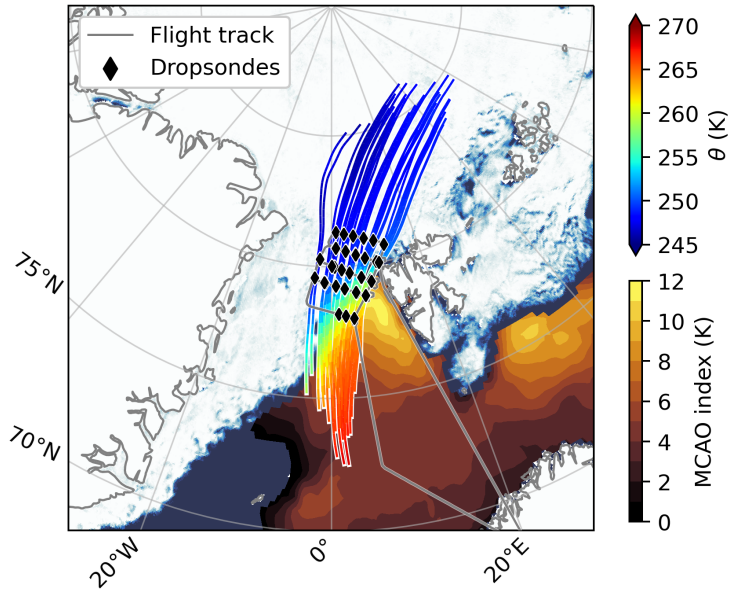 Flight track
Dropsondes
75°N
70°N
20°W
0°
20°E
270
265
260
255
250
245
θ (K)
12
10
8
6
4
2
0
MCAO index (K)